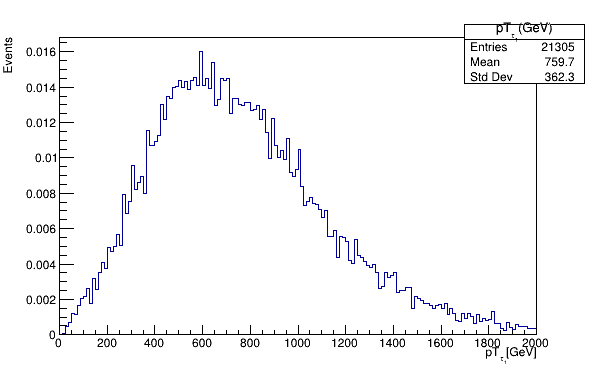 pT_τ₁(GeV)
Entries 21305
Mean 759.7
Std Dev 362.3
Events
0.016
0.014
0.012
0.01
0.008
0.006
0.004
0.002
0
0 200 400 600 800 1000 1200 1400 1600 1800 2000
pT_τ₁[GeV]